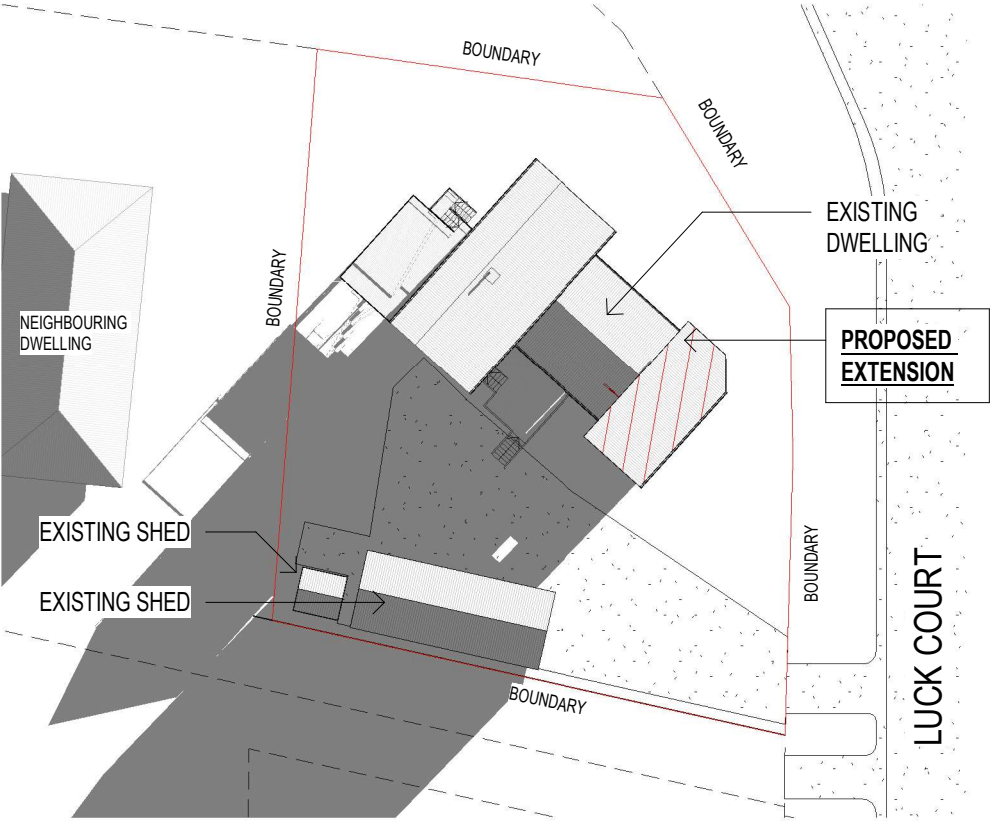 BOUNDARY
BOUNDARY
EXISTING
DWELLING
BOUNDARY
NEIGHBOURING
DWELLING
PROPOSED
EXTENSION
EXISTING SHED
EXISTING SHED
BOUNDARY
LUCK COURT
BOUNDARY